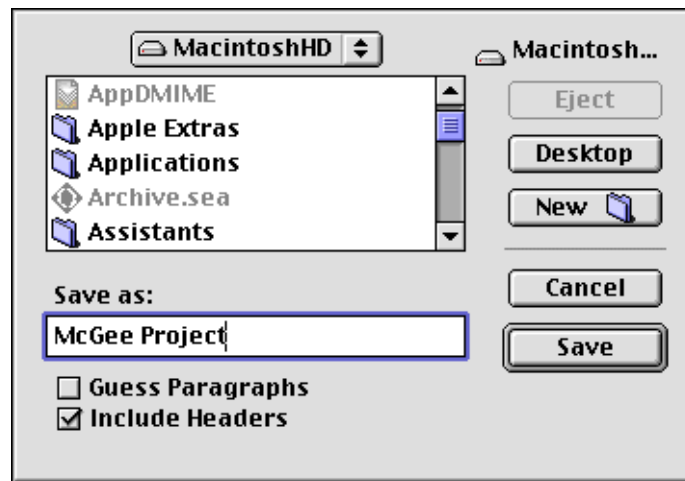 MacintoshHD
Macintosh...
AppDMIME
Apple Extras
Applications
Archive.sea
Assistants
Eject
Desktop
New
Save as:
McGee Project
Cancel
Save
Guess Paragraphs
Include Headers